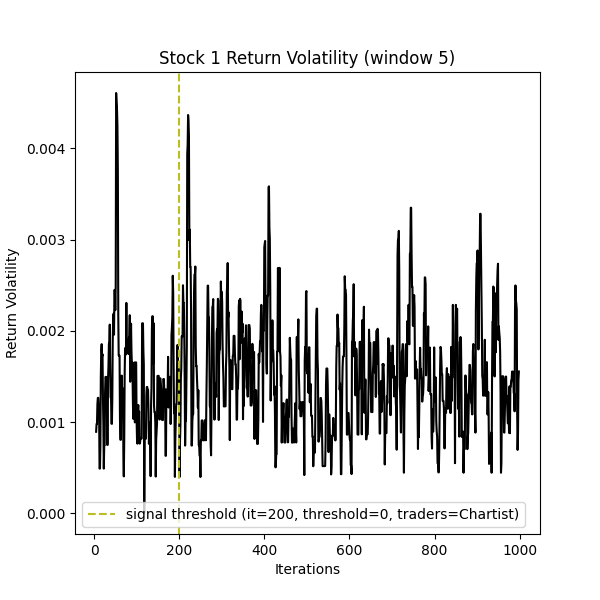 Stock 1 Return Volatility (window 5)
Return Volatility
0.004
0.003
0.002
0.001
0.000
signal threshold (it=200, threshold=0, traders=Chartist)
0 200 400 600 800 1000
Iterations